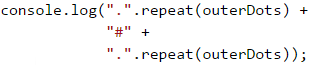 console.log(".".repeat(outerDots) +
"#" +
".".repeat(outerDots));